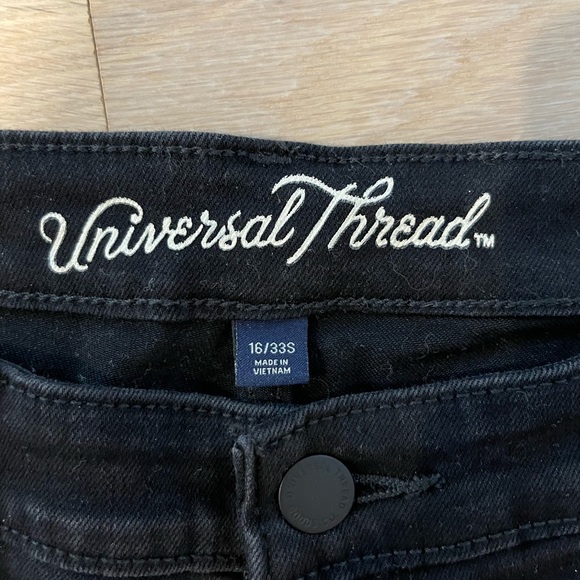 Universal Thread™
16/33S
MADE IN
VIETNAM